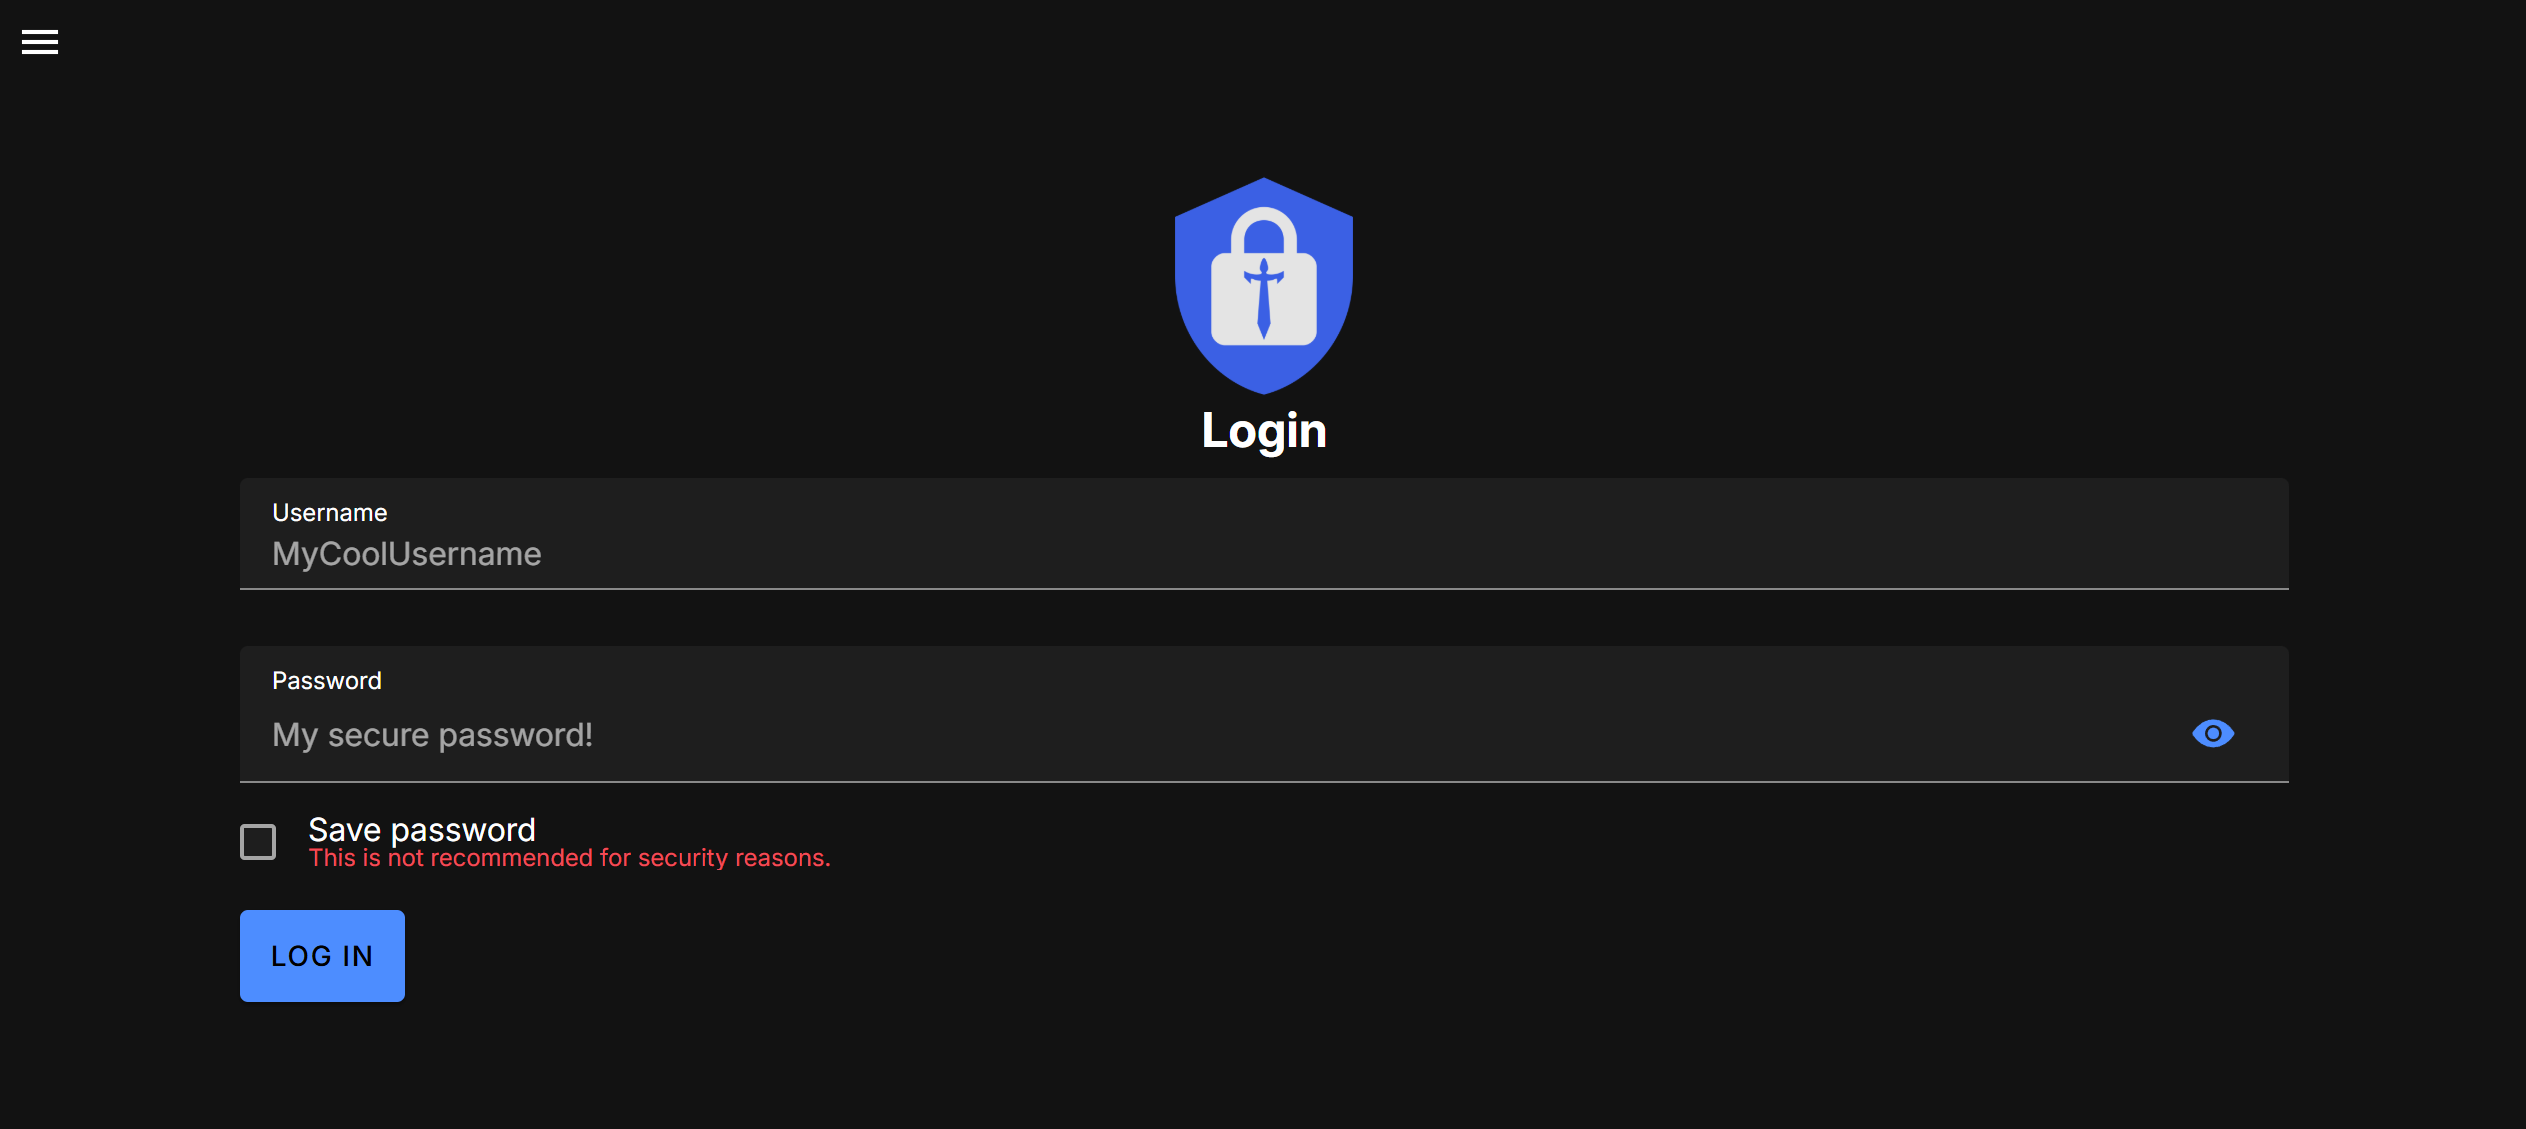 Login
Username
MyCoolUsername
Password
My secure password!
Save password
This is not recommended for security reasons.
LOG IN